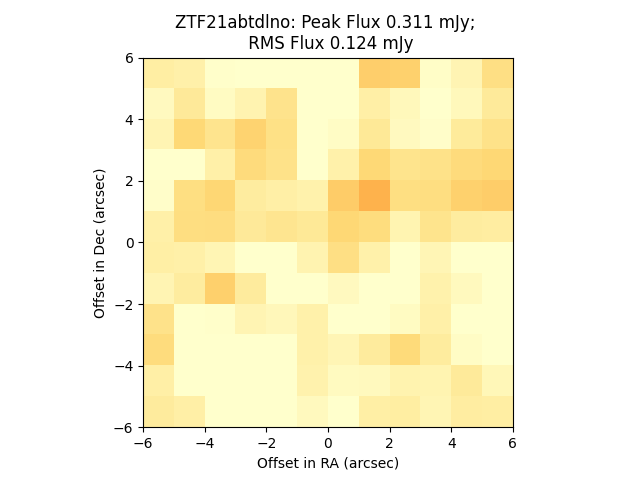 ZTF21abtdlno: Peak Flux 0.311 mJy;
RMS Flux 0.124 mJy
6
4
2
0
−2
−4
−6
Offset in Dec (arcsec)
−6 −4 −2 0 2 4 6
Offset in RA (arcsec)